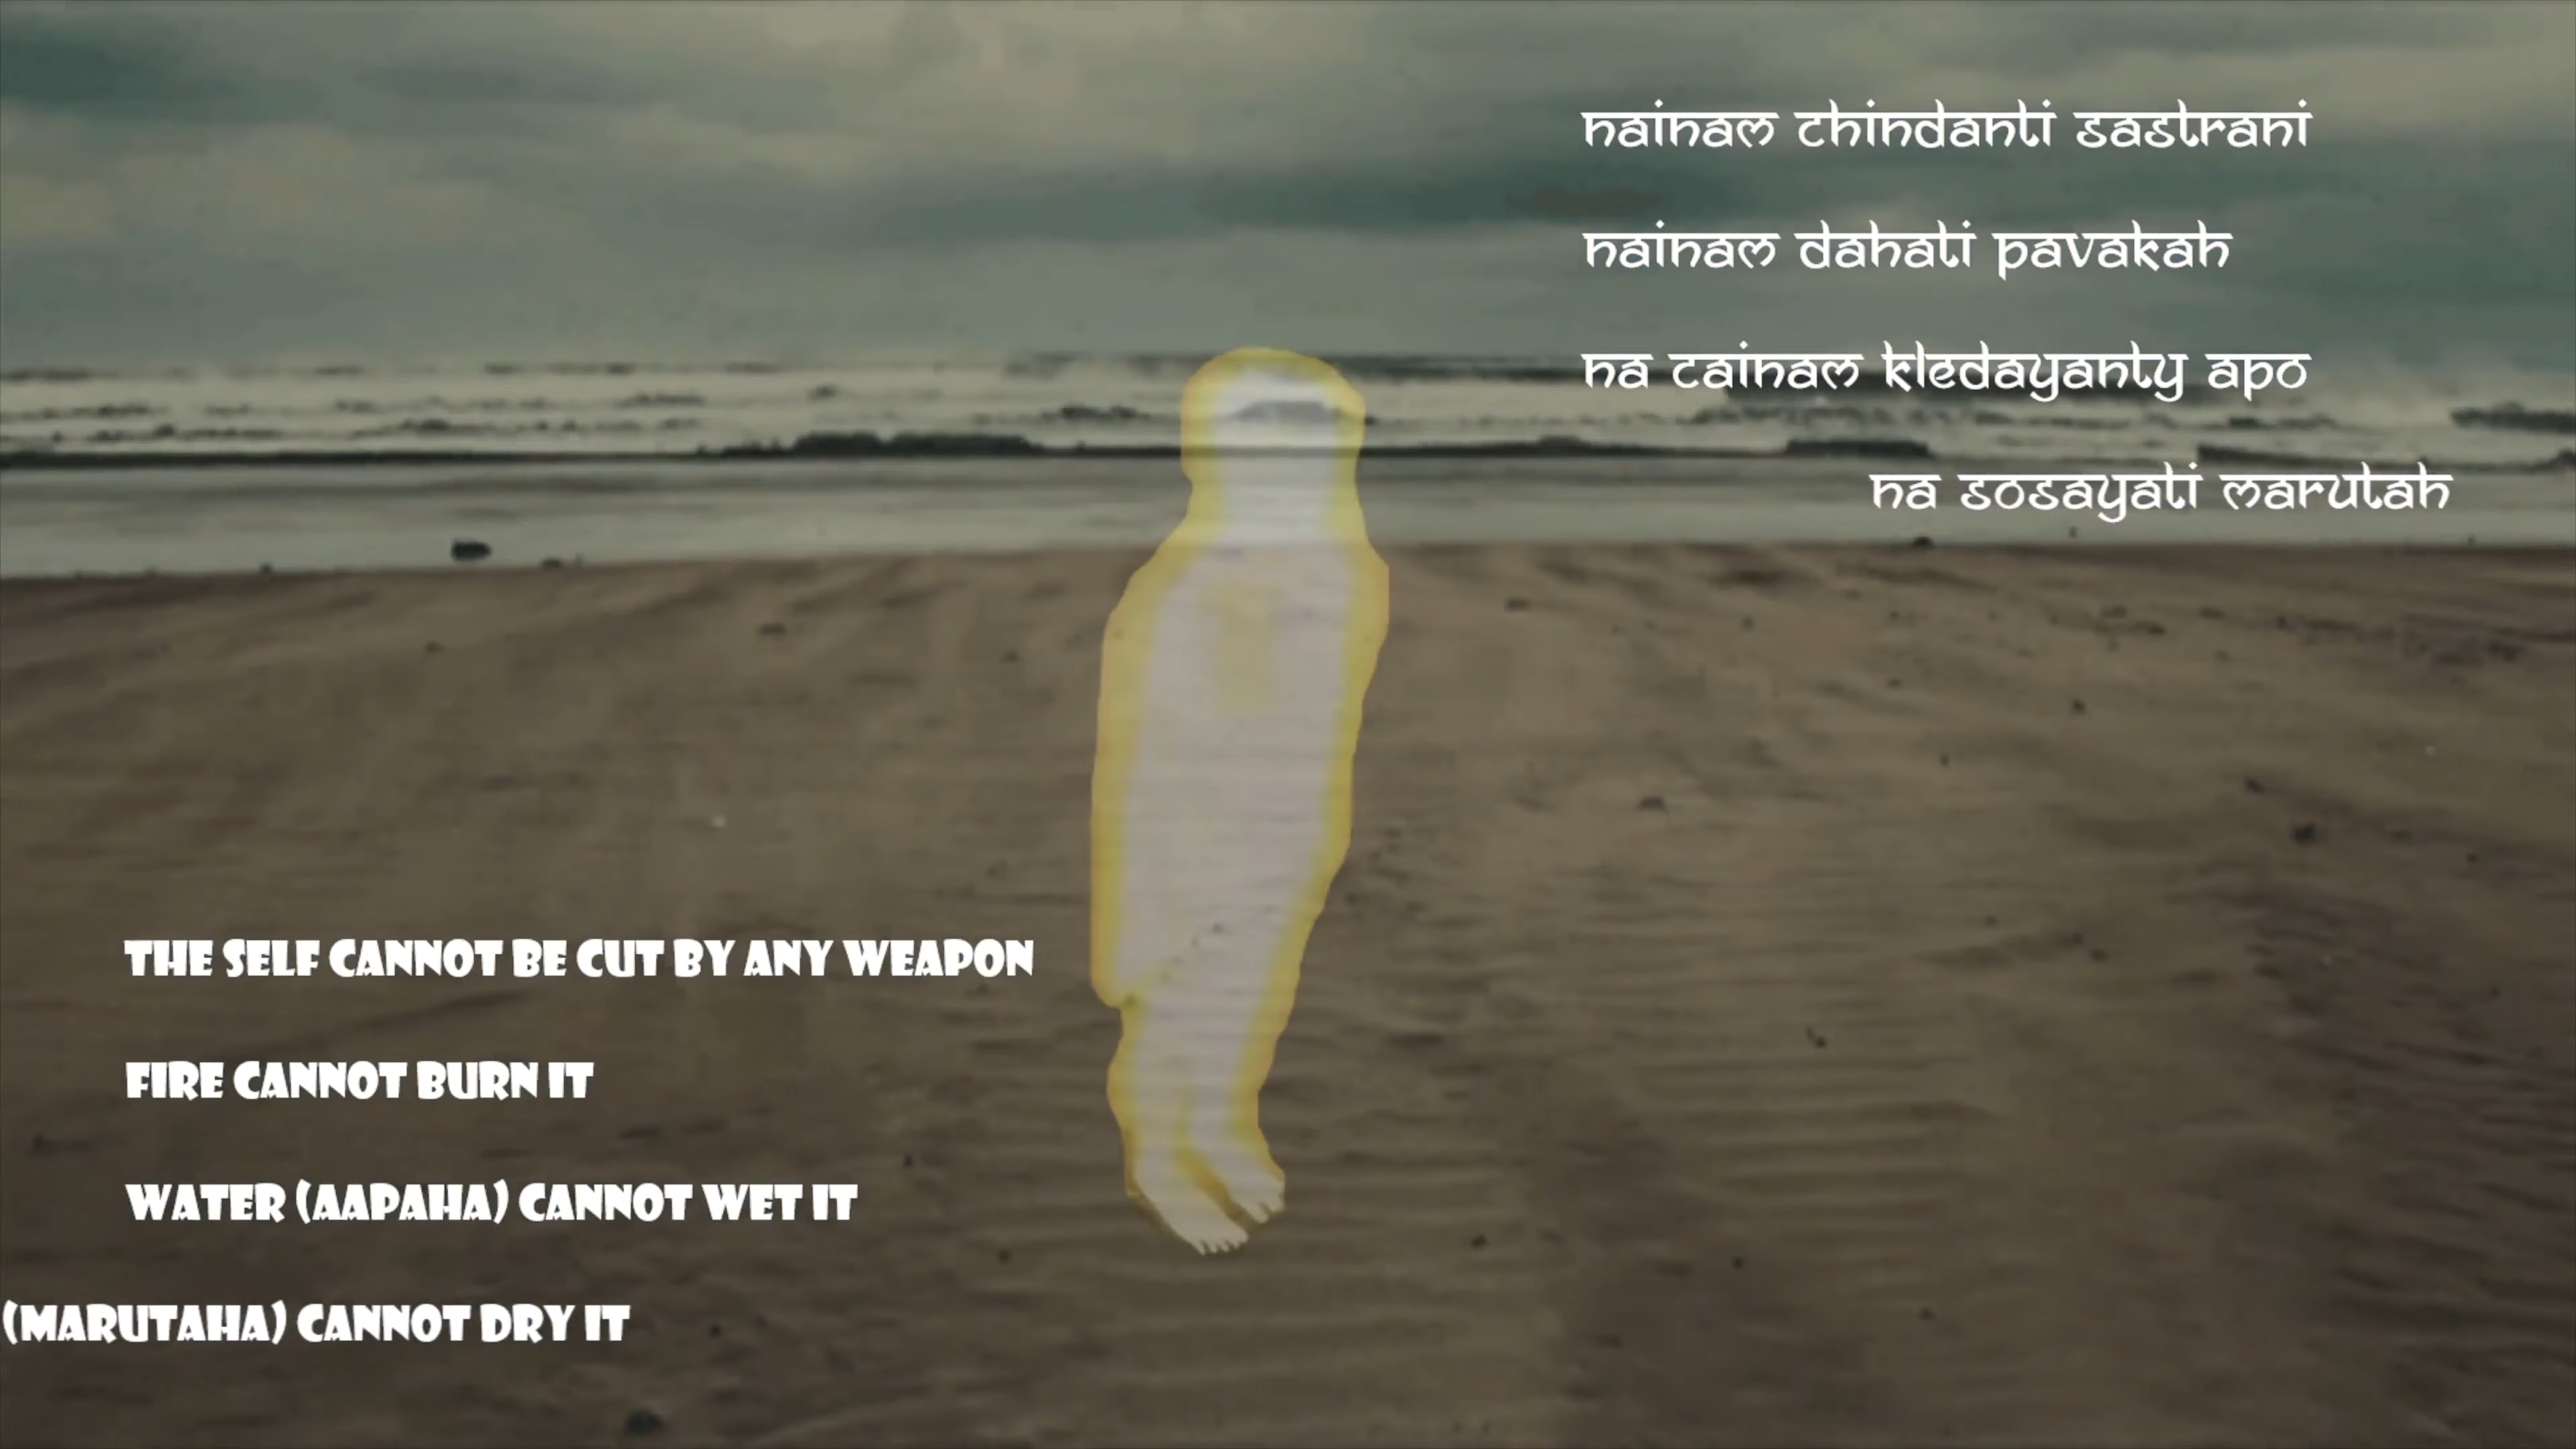 nainam chindanti sastrani
nainam dahati pavakah
na cainam kledayanty apo
na sosayati marutah
THE SELF CANNOT BE CUT BY ANY WEAPON
FIRE CANNOT BURN IT
WATER (AAPAHA) CANNOT WET IT
(MARUTAHA) CANNOT DRY IT